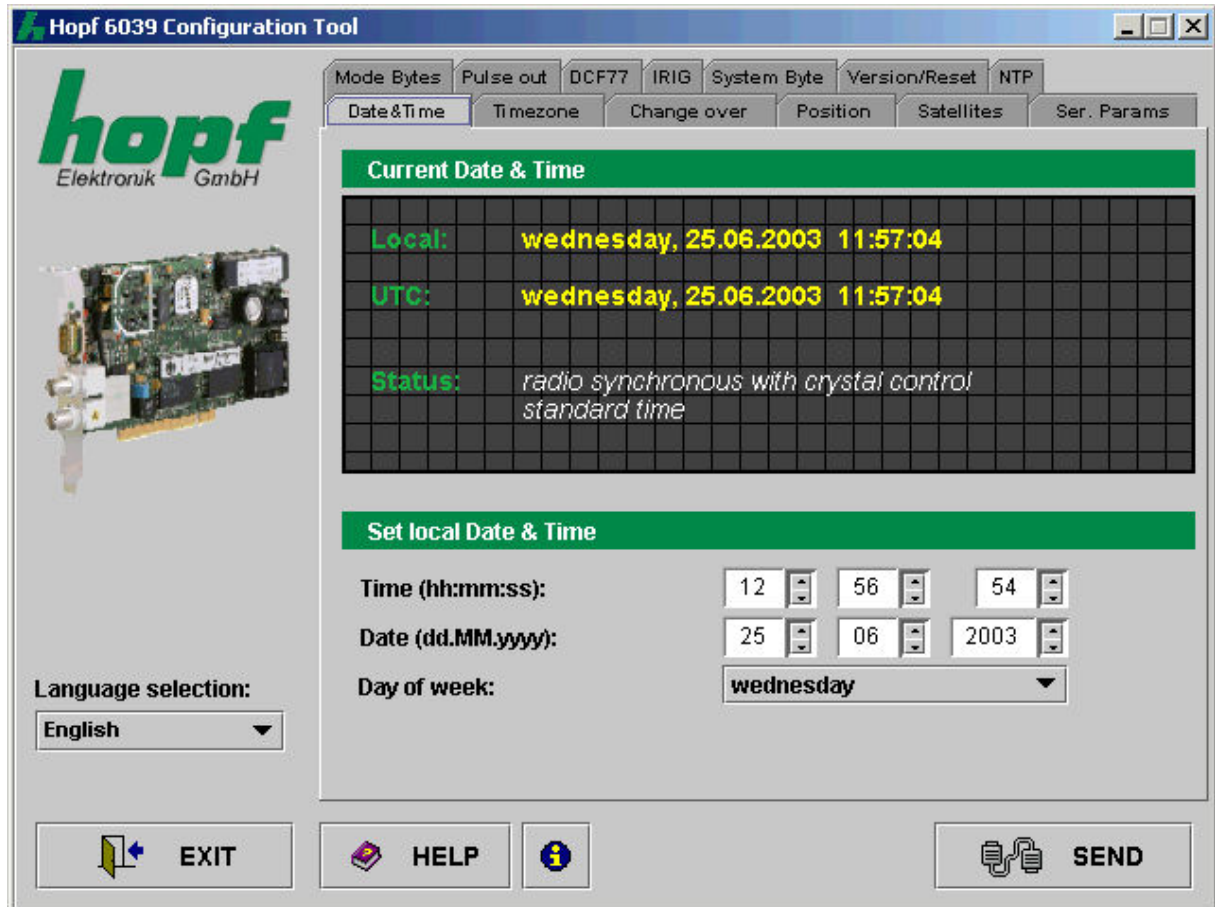 Hopf 6039 Configuration Tool
hopf
Elektronik GmbH
Mode Bytes Pulse out DCF77 IRIG System Byte Version/Reset NTP
Date&Time Timezone Change over Position Satellites Ser. Params
Current Date & Time
Local: wednesday, 25.06.2003 11:57:04
UTC: wednesday, 25.06.2003 11:57:04
Status: radio synchronous with crystal control
standard time
Set local Date & Time
Time (hh:mm:ss): 12 56 54
Date (dd.MM.yyyy): 25 06 2003
Day of week: wednesday
Language selection:
English
EXIT HELP SEND